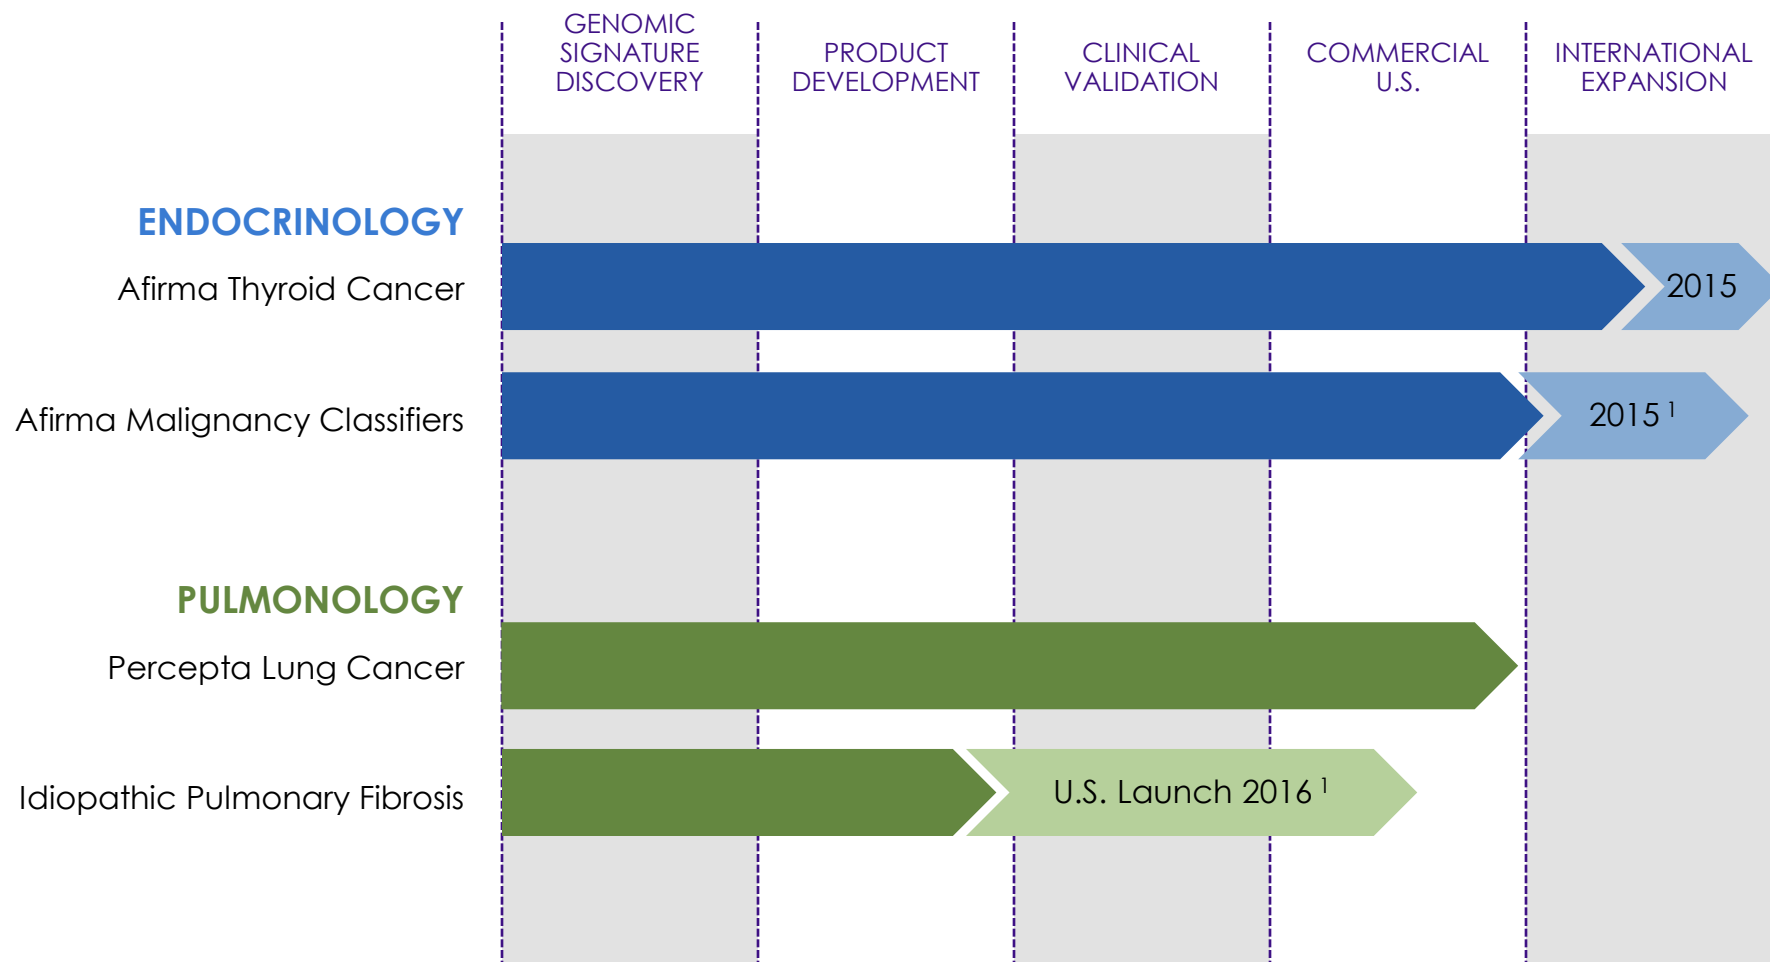 GENOMIC
SIGNATURE
DISCOVERY
PRODUCT
DEVELOPMENT
CLINICAL
VALIDATION
COMMERCIAL
U.S.
INTERNATIONAL
EXPANSION
ENDOCRINOLOGY
Afirma Thyroid Cancer
2015
Afirma Malignancy Classifiers
2015 1
PULMONOLOGY
Percepta Lung Cancer
Idiopathic Pulmonary Fibrosis
U.S. Launch 2016 1